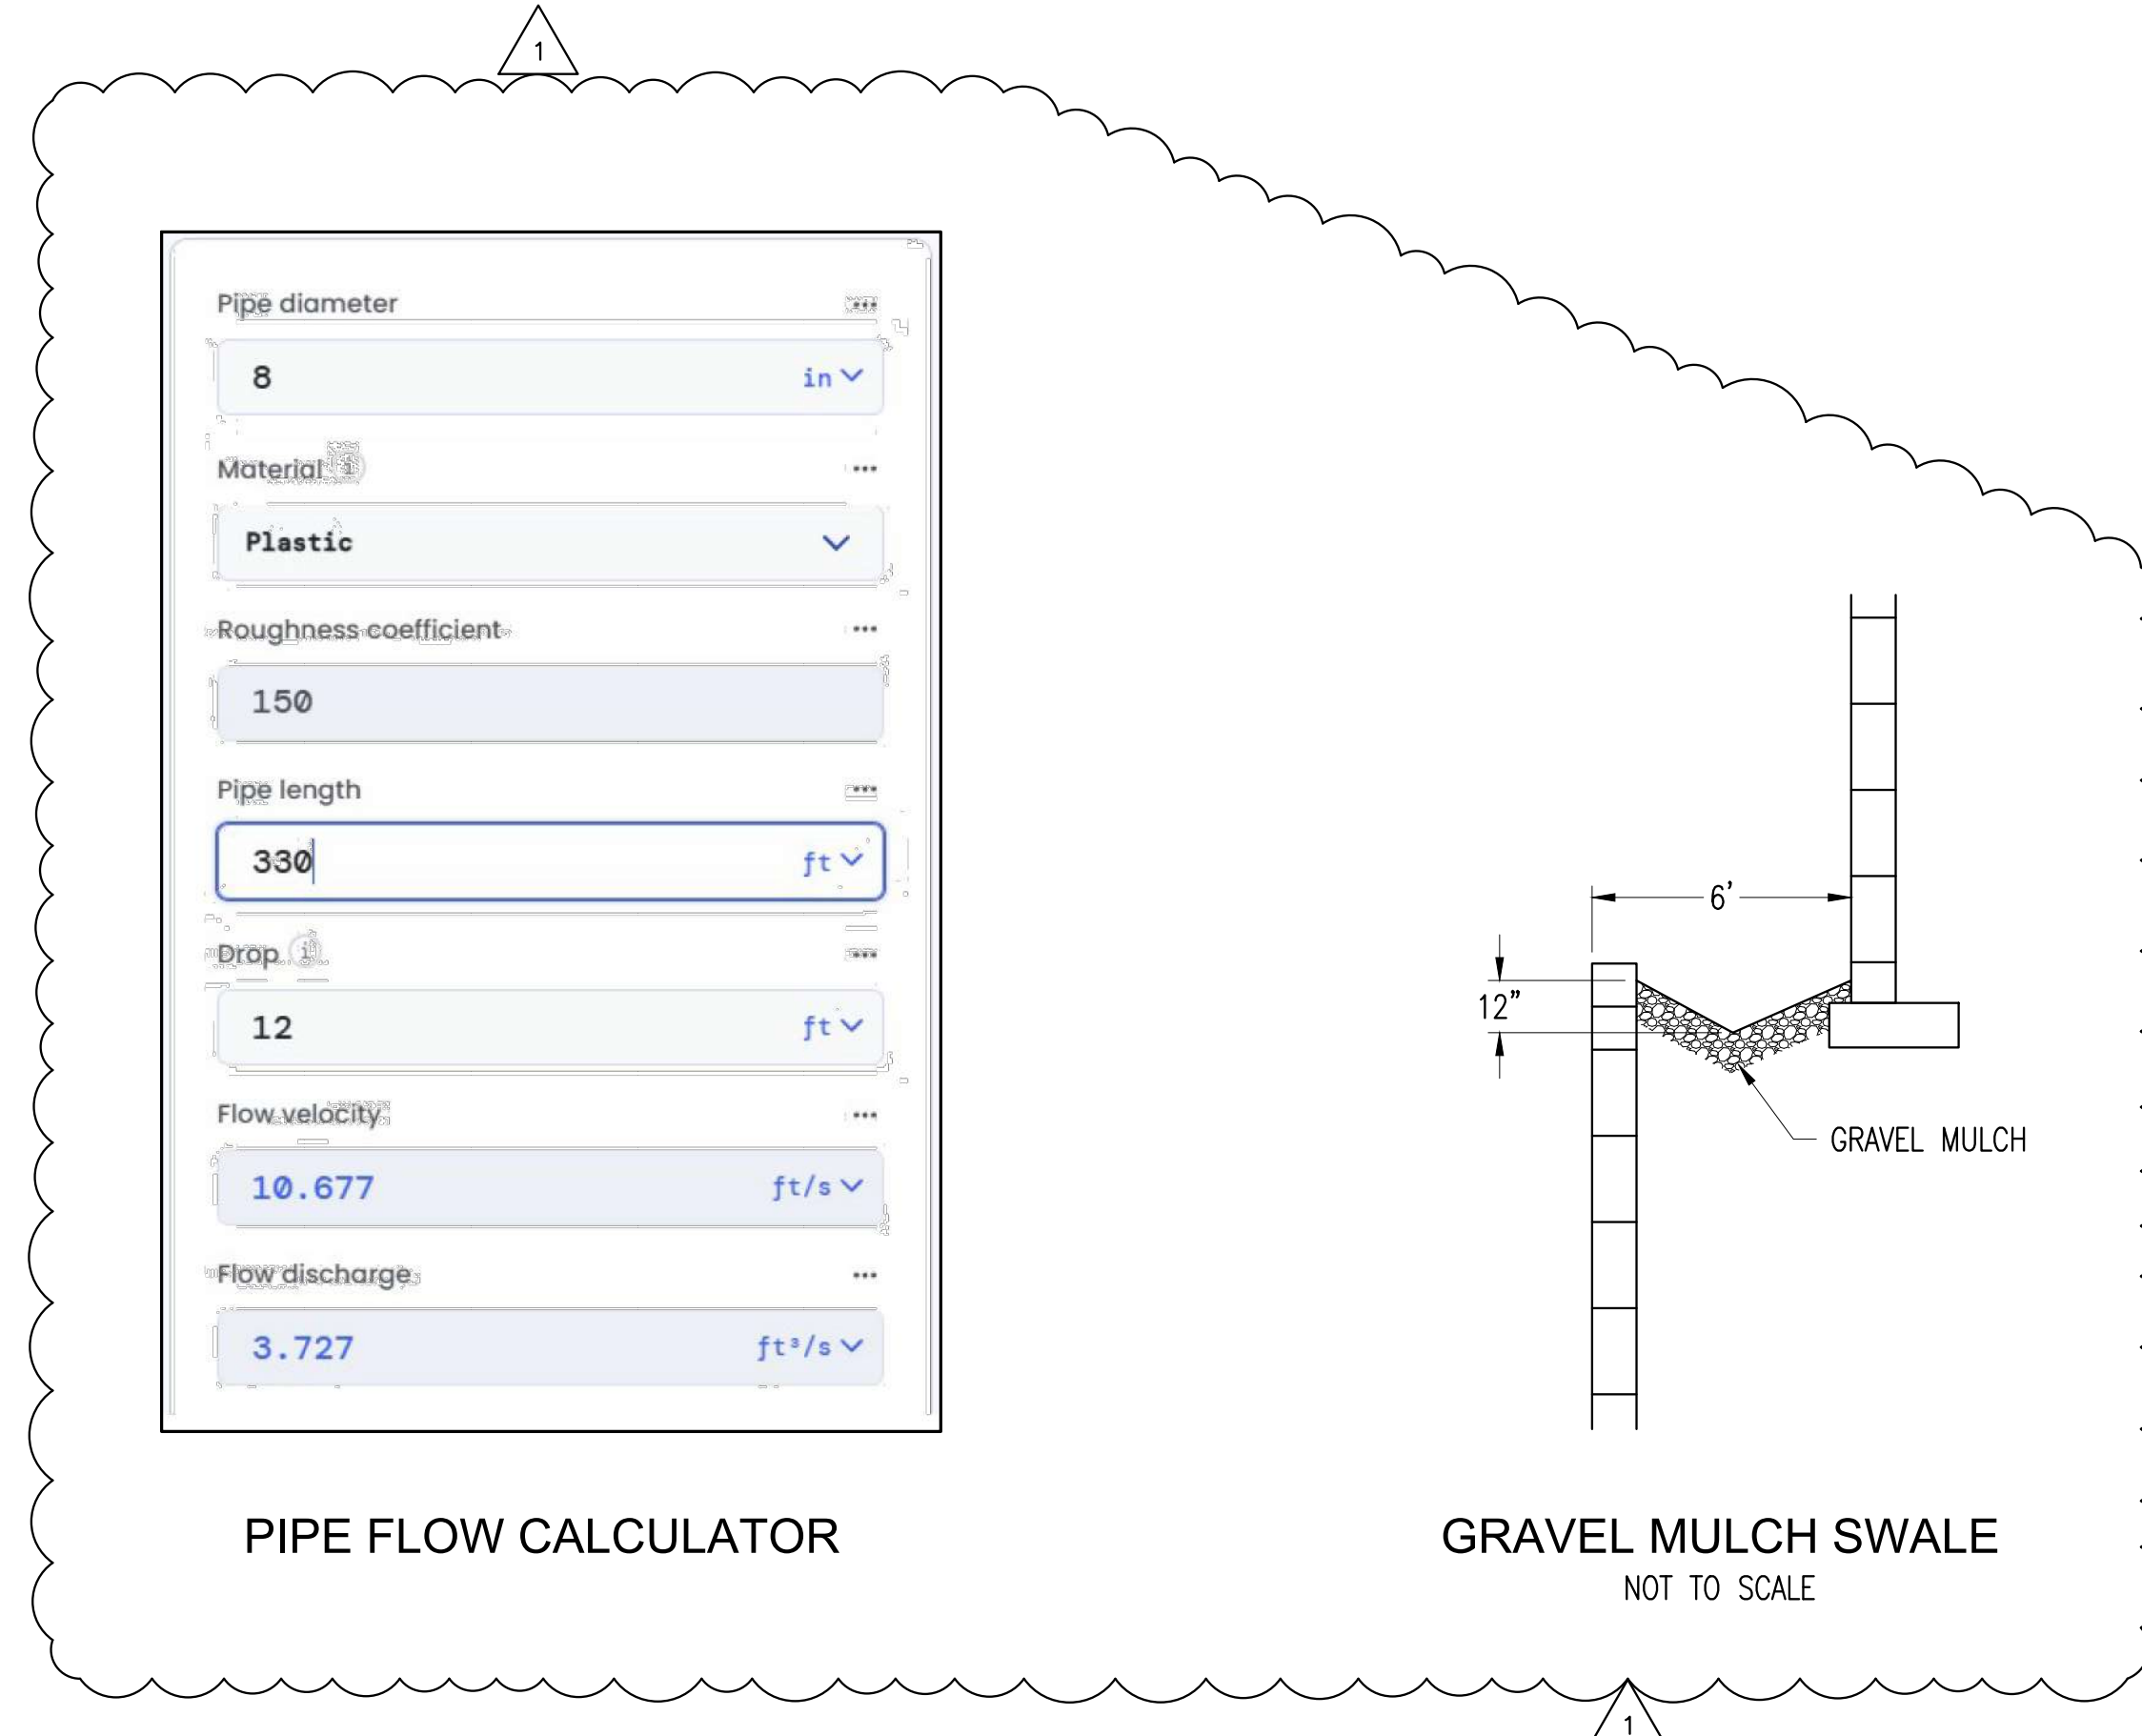 1
Pipe diameter
8 in
Material i
Plastic
Roughness coefficient
150
Pipe length
330 ft
Drop i
12 ft
Flow velocity
10.677 ft/s
Flow discharge
3.727 ft³/s
PIPE FLOW CALCULATOR
6'
12"
GRAVEL MULCH
GRAVEL MULCH SWALE
NOT TO SCALE
1